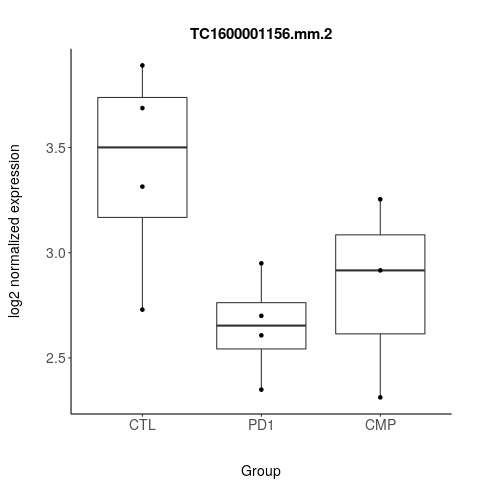 TC1600001156.mm.2
log2 normalized expression
3.5
3.0
2.5
CTL PD1 CMP
Group